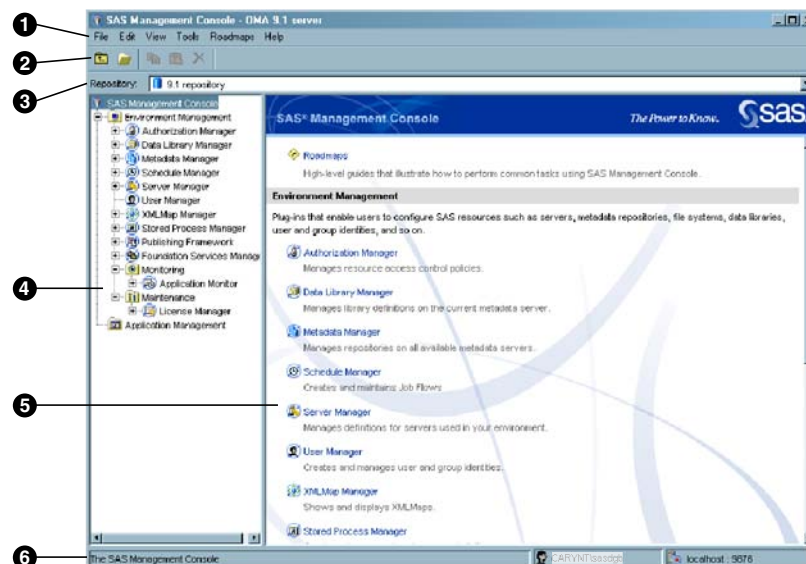 SAS Management Console - OMA 9.1 server
1
File Edit View Tools Roadmaps Help
2
Repository: 9.1 repository
3
SAS Management Console
Environment Management
Authorization Manager
Data Library Manager
Metadata Manager
Schedule Manager
Server Manager
User Manager
XMLMap Manager
Stored Process Manager
Publishing Framework
Foundation Services Manag
Monitoring
Application Monitor
Maintenance
License Manager
Application Management
4
SAS® Management Console The Power to Know. sas
Roadmaps
High-level guides that illustrate how to perform common tasks using SAS Management Console.
Environment Management
Plug-ins that enable users to configure SAS resources such as servers, metadata repositories, file systems, data libraries,
user and group identities, and so on.
Authorization Manager
Manages resource access control policies.
Data Library Manager
Manages library definitions on the current metadata server.
Metadata Manager
Manages repositories on all available metadata servers.
Schedule Manager
Creates and maintains Job Flows
5
Server Manager
Manages definitions for servers used in your environment.
User Manager
Creates and manages user and group identities.
XMLMap Manager
Shows and displays XMLMaps.
Stored Process Manager
6
The SAS Management Console
localhost : 9876